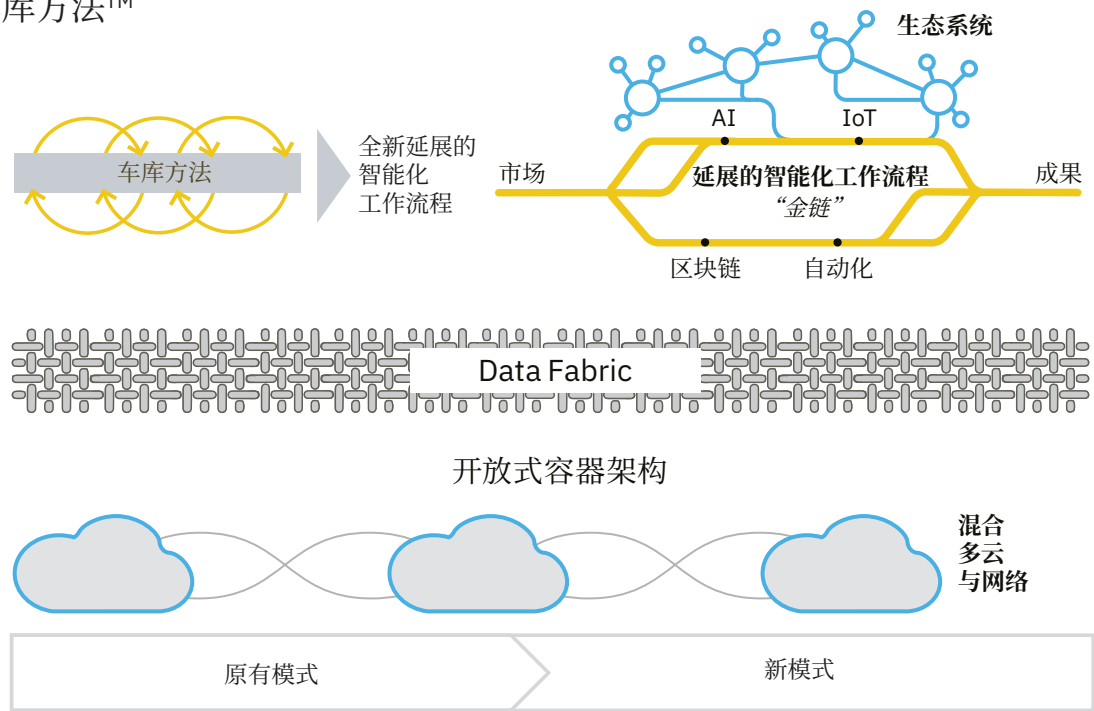 库方法™
生态系统
AI
IoT
车库方法
全新延展的
智能化
工作流程
市场
延展的智能化工作流程
“金链”
成果
区块链
自动化
Data Fabric
开放式容器架构
混合
多云
与网络
原有模式
新模式